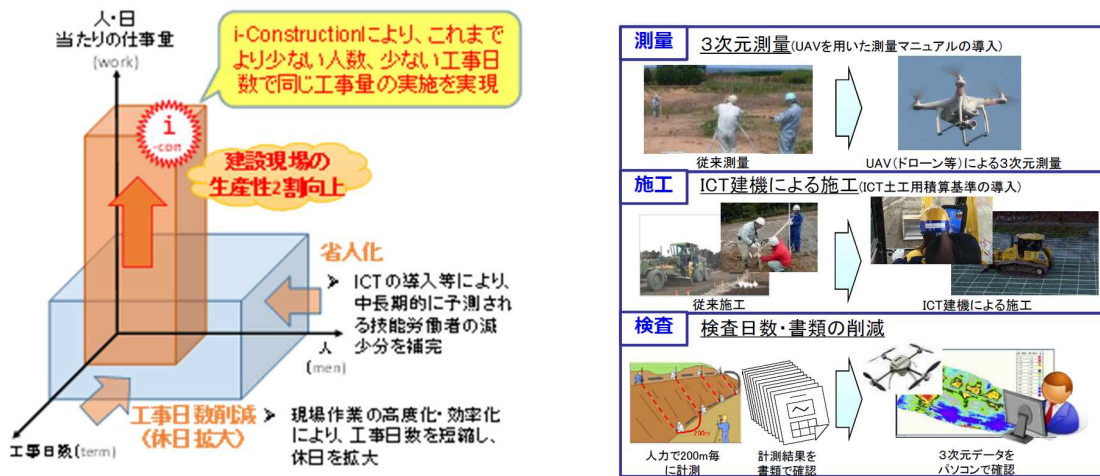 人・日
当たりの仕事量
(work)
i-Constructionにより、これまで
より少ない人数、少ない工事日
数で同じ工事量の実施を実現
i
-con
建設現場の
生産性2割向上
省人化
➢ ICTの導入等により、
中長期的に予測され
る技能労働者の減
少分を補完
人
(men)
工事日数削減
(休日拡大)
➢ 現場作業の高度化・効率化
により、工事日数を短縮し、
休日を拡大
工事日数(term)
測量
3次元測量(UAVを用いた測量マニュアルの導入)
従来測量
UAV(ドローン等)による3次元測量
施工
ICT建機による施工(ICT土工用積算基準の導入)
従来施工
ICT建機による施工
検査
検査日数・書類の削減
200m
人力で200m毎
に計測
計測結果を
書類で確認
3次元データを
パソコンで確認